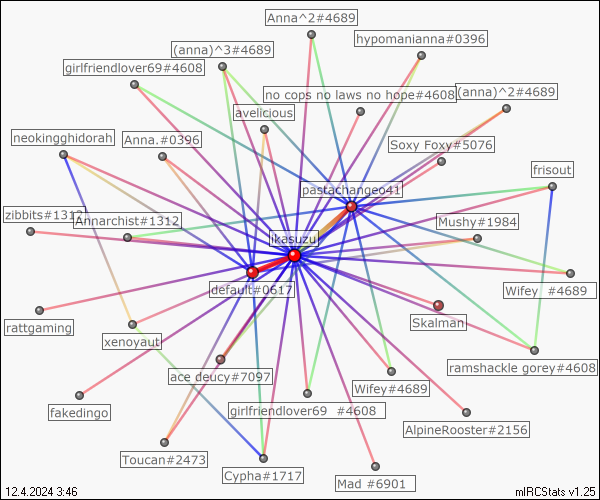 Anna^2#4689
hypomanianna#0396
(anna)^3#4689
girlfriendlover69#4608
no cops no laws no hope#4608
(anna)^2#4689
avelicious
neokingghidorah
Anna.#0396
Soxy Foxy#5076
frisout
pastachangeo41
zibbits#1312
Annarchist#1312
Mushy#1984
ikasuzu
default#0617
Wifey #4689
rattgaming
Skalman
xenoyaut
ramshackle gorey#4608
ace deucy#7097
Wifey#4689
fakedingo
girlfriendlover69 #4608
AlpineRooster#2156
Toucan#2473
Cypha#1717
Mad #6901
12.4.2024 3:46
mIRCStats v1.25